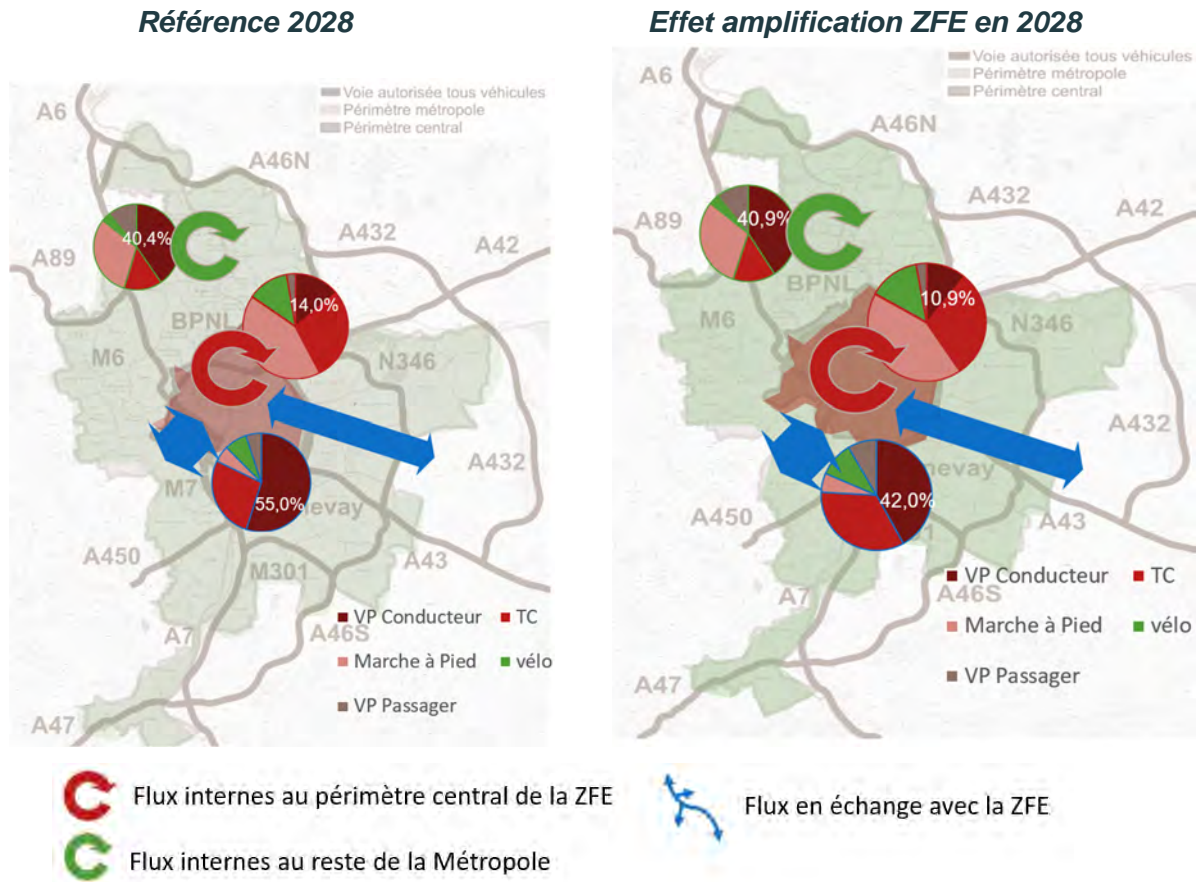 Référence 2028
Effet amplification ZFE en 2028
Voie autorisée tous véhicules
Périmètre métropole
Périmètre central
A6
A46N
A432
A42
A89
40,4%
14,0%
BPNL
M6
N346
A432
M7
55,0%
nevay
A450
A43
M301
A7
A46S
A47
VP Conducteur
TC
Marche à Pied
vélo
VP Passager
Voie autorisée tous véhicules
Périmètre métropole
Périmètre central
A6
A46N
A432
A42
A89
40,9%
BPNL
10,9%
M6
N346
A432
nevay
42,0%
A450
A43
A7
A46S
A47
VP Conducteur
TC
Marche à Pied
vélo
VP Passager
Flux internes au périmètre central de la ZFE
Flux en échange avec la ZFE
Flux internes au reste de la Métropole